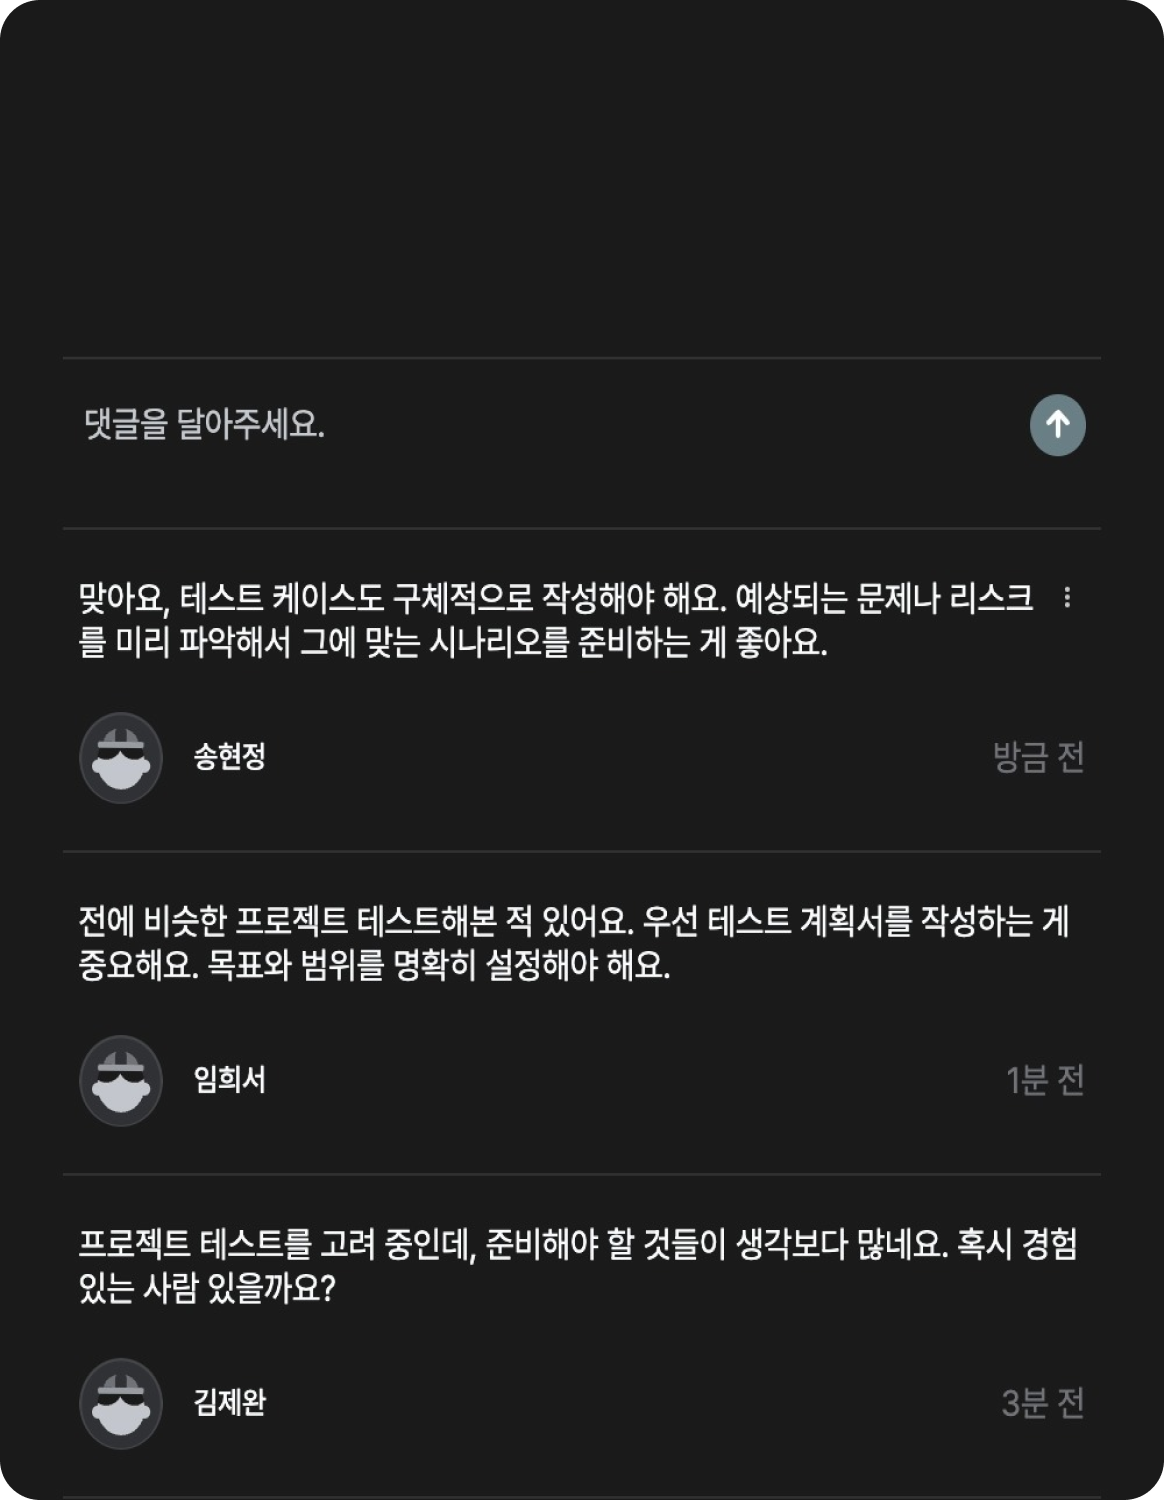 댓글을 달아주세요.
맞아요, 테스트 케이스도 구체적으로 작성해야 해요. 예상되는 문제나 리스크
를 미리 파악해서 그에 맞는 시나리오를 준비하는 게 좋아요.
송현정
방금 전
전에 비슷한 프로젝트 테스트해본 적 있어요. 우선 테스트 계획서를 작성하는 게
중요해요. 목표와 범위를 명확히 설정해야 해요.
임희서
1분 전
프로젝트 테스트를 고려 중인데, 준비해야 할 것들이 생각보다 많네요. 혹시 경험
있는 사람 있을까요?
김제완
3분 전